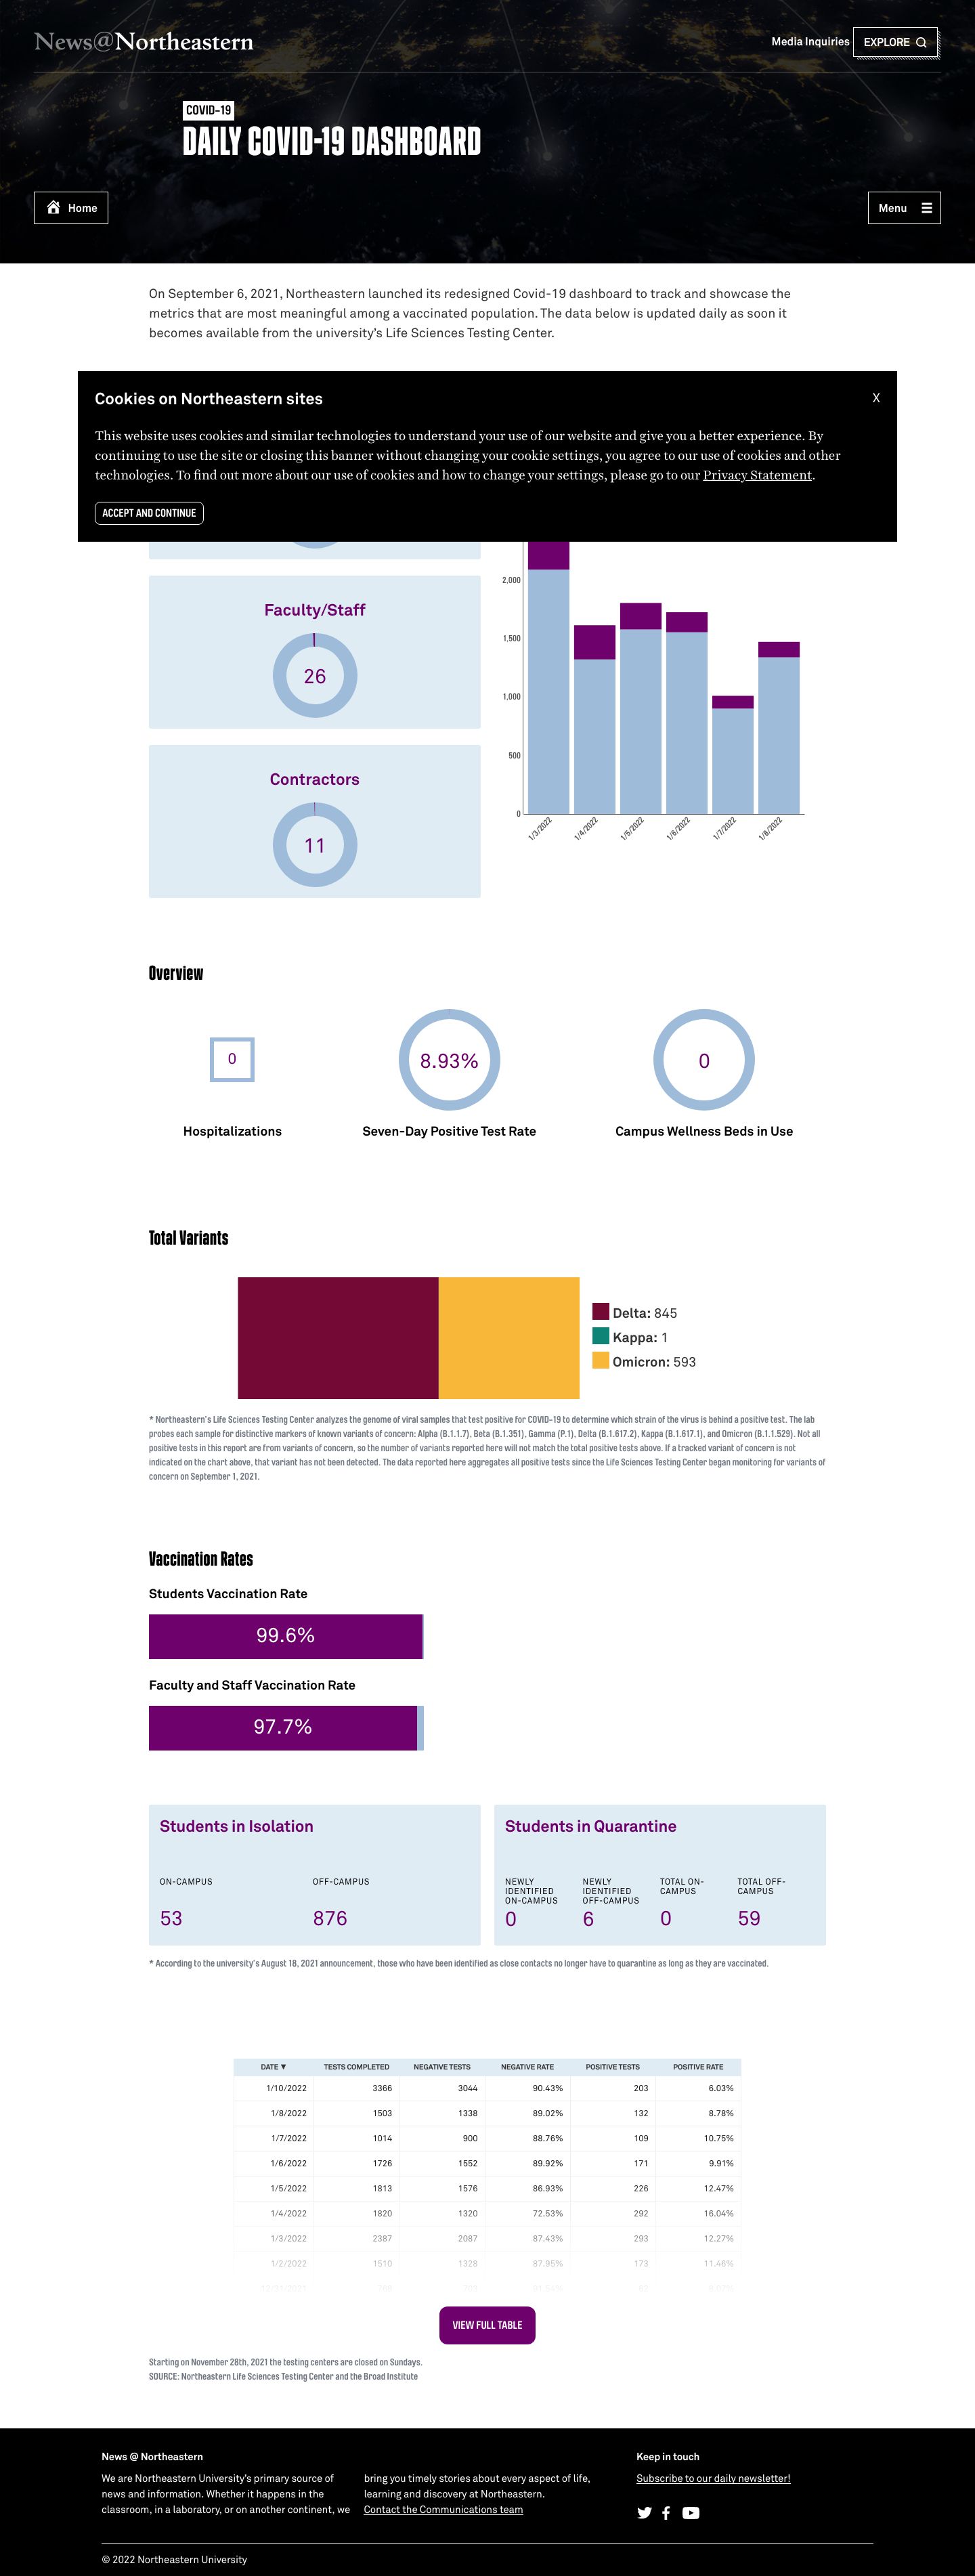 News@Northeastern
Media Inquiries
EXPLORE
COVID-19
DAILY COVID-19 DASHBOARD
Home
Menu
On September 6, 2021, Northeastern launched its redesigned Covid-19 dashboard to track and showcase the
metrics that are most meaningful among a vaccinated population. The data below is updated daily as soon it
becomes available from the university's Life Sciences Testing Center.
Cookies on Northeastern sites
X
This website uses cookies and similar technologies to understand your use of our website and give you a better experience. By
continuing to use the site or closing this banner without changing your cookie settings, you agree to our use of cookies and other
technologies. To find out more about our use of cookies and how to change your settings, please go to our Privacy Statement.
ACCEPT AND CONTINUE
Faculty/Staff
26
Contractors
11
2,000
1,500
1,000
500
0
1/3/2022
1/4/2022
1/5/2022
1/6/2022
1/7/2022
1/8/2022
Overview
0
8.93%
0
Hospitalizations
Seven-Day Positive Test Rate
Campus Wellness Beds in Use
Total Variants
Delta: 845
Kappa: 1
Omicron: 593
* Northeastern's Life Sciences Testing Center analyzes the genome of viral samples that test positive for COVID-19 to determine which strain of the virus is behind a positive test. The lab
probes each sample for distinctive markers of known variants of concern: Alpha (B.1.1.7), Beta (B.1.351), Gamma (P.1), Delta (B.1.617.2), Kappa (B.1.617.1), and Omicron (B.1.1.529). Not all
positive tests in this report are from variants of concern, so the number of variants reported here will not match the total positive tests above. If a tracked variant of concern is not
indicated on the chart above, that variant has not been detected. The data reported here aggregates all positive tests since the Life Sciences Testing Center began monitoring for variants of
concern on September 1, 2021.
Vaccination Rates
Students Vaccination Rate
99.6%
Faculty and Staff Vaccination Rate
97.7%
Students in Isolation
ON-CAMPUS
OFF-CAMPUS
53
876
Students in Quarantine
NEWLY IDENTIFIED ON-CAMPUS
NEWLY IDENTIFIED OFF-CAMPUS
TOTAL ON-CAMPUS
TOTAL OFF-CAMPUS
0
6
0
59
* According to the university's August 18, 2021 announcement, those who have been identified as close contacts no longer have to quarantine as long as they are vaccinated.
DATE ▼ TESTS COMPLETED NEGATIVE TESTS NEGATIVE RATE POSITIVE TESTS POSITIVE RATE
1/10/2022 3366 3044 90.43% 203 6.03%
1/8/2022 1503 1338 89.02% 132 8.78%
1/7/2022 1014 900 88.76% 109 10.75%
1/6/2022 1726 1552 89.92% 171 9.91%
1/5/2022 1813 1576 86.93% 226 12.47%
1/4/2022 1820 1320 72.53% 292 16.04%
1/3/2022 2387 2087 87.43% 293 12.27%
1/2/2022 1510 1328 87.95% 173 11.46%
VIEW FULL TABLE
Starting on November 28th, 2021 the testing centers are closed on Sundays.
SOURCE: Northeastern Life Sciences Testing Center and the Broad Institute
News @ Northeastern
We are Northeastern University's primary source of
news and information. Whether it happens in the
classroom, in a laboratory, or on another continent, we
bring you timely stories about every aspect of life,
learning and discovery at Northeastern.
Contact the Communications team
Keep in touch
Subscribe to our daily newsletter!
© 2022 Northeastern University